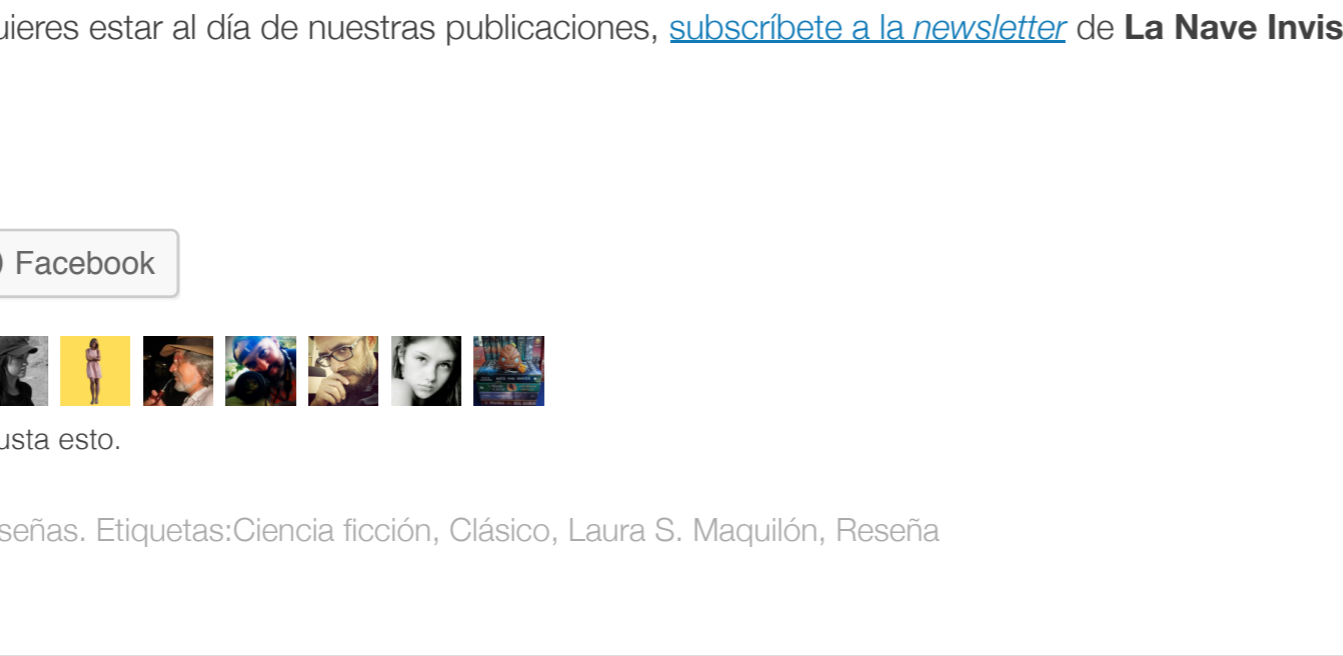 uieres estar al día de nuestras publicaciones, subscríbete a la newsletter de La Nave Invis
Facebook
usta esto.
señas. Etiquetas:Ciencia ficción, Clásico, Laura S. Maquilón, Reseña